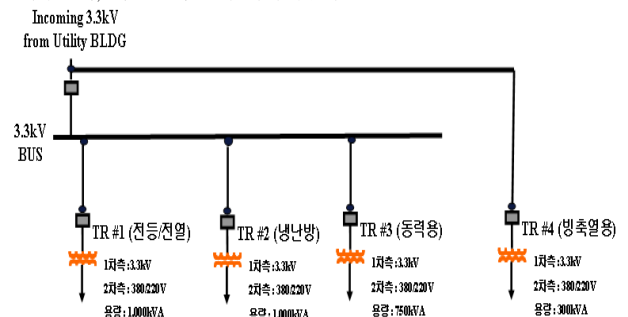 Incoming 3.3kV
from Utility BLDG
3.3kV
BUS
TR #1 (전등/전열)
1차측:3.3kV
2차측: 380/220V
용량: 1,000kVA
TR #2 (냉난방)
1차측:3.3kV
2차측: 380/220V
용량: 1,000kVA
TR #3 (동력용)
1차측:3.3kV
2차측: 380/220V
용량: 750kVA
TR #4 (빙축열용)
1차측:3.3kV
2차측: 380/220V
용량: 300kVA